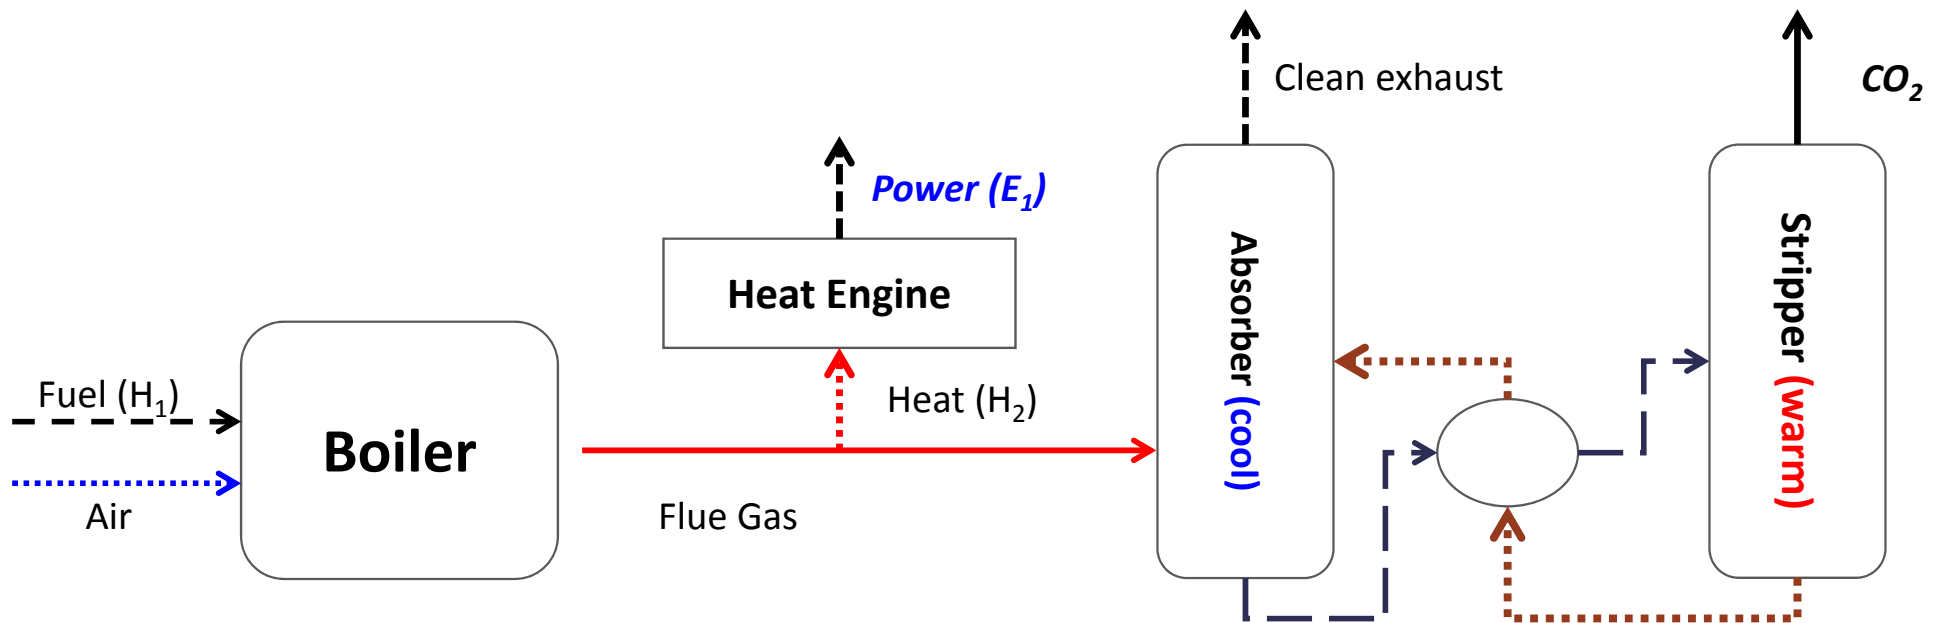 Clean exhaust
CO₂
Power (E₁)
Heat Engine
Absorber (cool)
Stripper (warm)
Fuel (H₁)
Heat (H₂)
Boiler
Air
Flue Gas